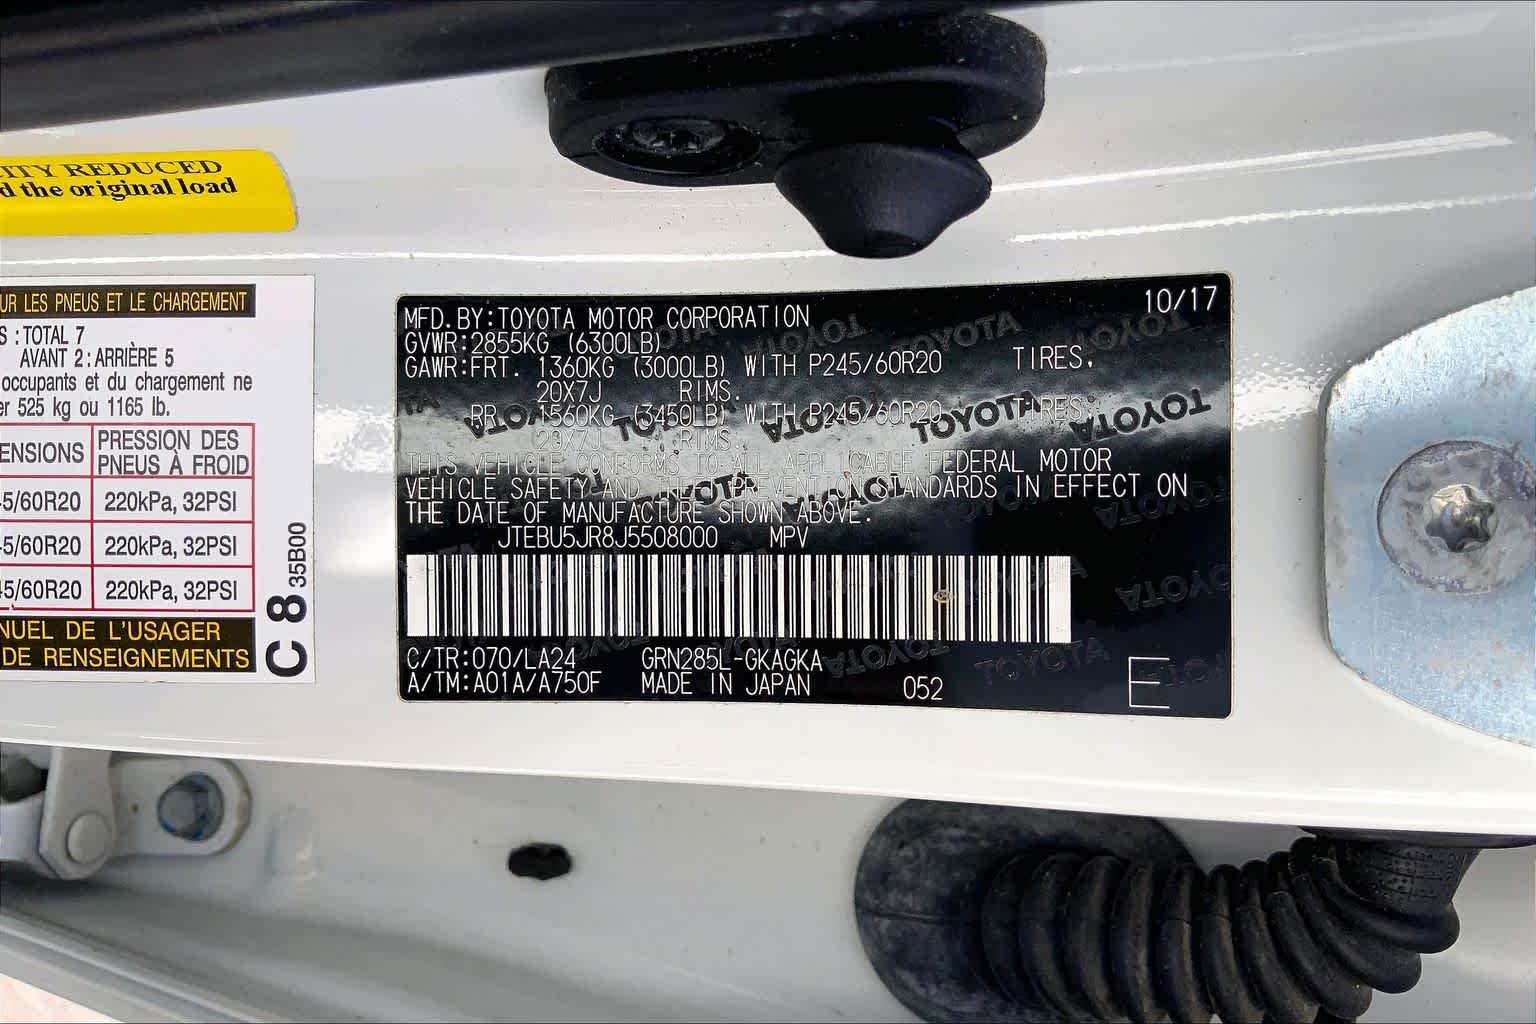 ITY REDUCED
d the original load
UR LES PNEUS ET LE CHARGEMENT
S : TOTAL 7
AVANT 2: ARRIÈRE 5
occupants et du chargement ne
er 525 kg ou 1165 lb.
ENSIONS PRESSION DES
PNEUS À FROID
45/60R20 220kPa, 32PSI
45/60R20 220kPa, 32PSI
45/60R20 220kPa, 32PSI
NUEL DE L'USAGER
DE RENSEIGNEMENTS
C 8 35B00
10/17
MFD.BY:TOYOTA MOTOR CORPORATION
GVWR:2855KG (6300LB)
GAWR:FRT. 1360KG (3000LB) WITH P245/60R20 TIRES,
20X7J RIMS.
RR. 1560KG (3450LB) WITH P245/60R20 TIRES,
20X7J RIMS.
THIS VEHICLE CONFORMS TO ALL APPLICABLE FEDERAL MOTOR
VEHICLE SAFETY AND THEFT PREVENTION STANDARDS IN EFFECT ON
THE DATE OF MANUFACTURE SHOWN ABOVE.
JTEBU5JR8J5508000 MPV
C/TR:070/LA24 GRN285L-GKAGKA
A/TM:A01A/A750F MADE IN JAPAN 052 E